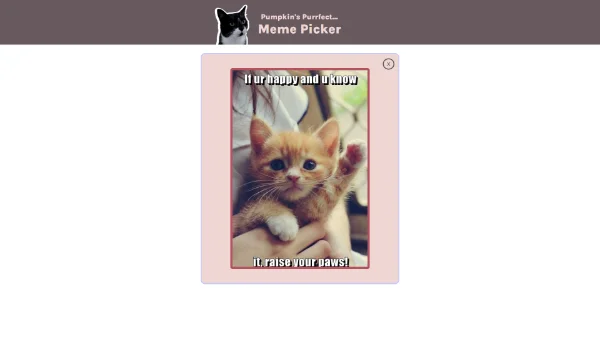 Pumpkin's Purrfect...
Meme Picker
X
If ur happy and u know
it, raise your paws!